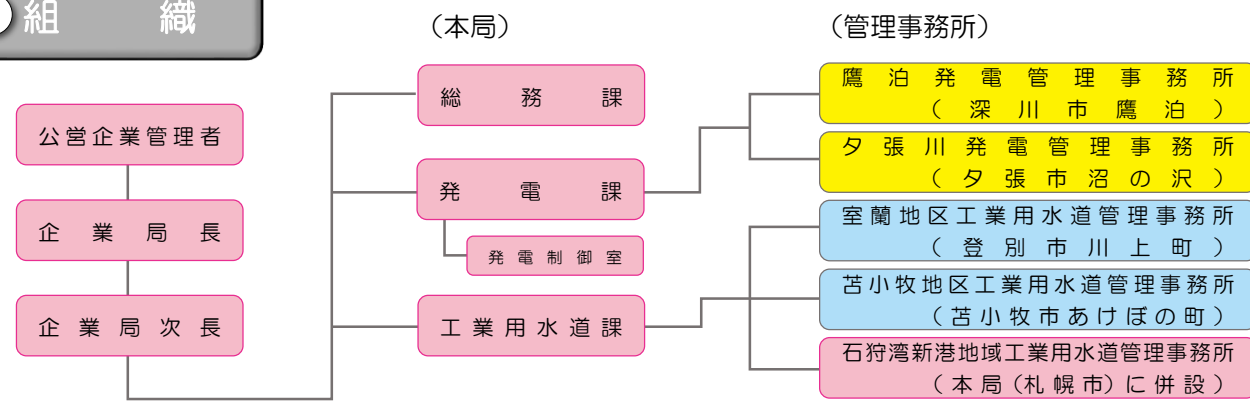 組織
（本局）
（管理事務所）
公営企業管理者
企業局長
企業局次長
総務課
発電課
発電制御室
工業用水道課
鷹泊発電管理事務所
（深川市鷹泊）
夕張川発電管理事務所
（夕張市沼の沢）
室蘭地区工業用水道管理事務所
（登別市川上町）
苫小牧地区工業用水道管理事務所
（苫小牧市あけぼの町）
石狩湾新港地域工業用水道管理事務所
（本局（札幌市）に併設）